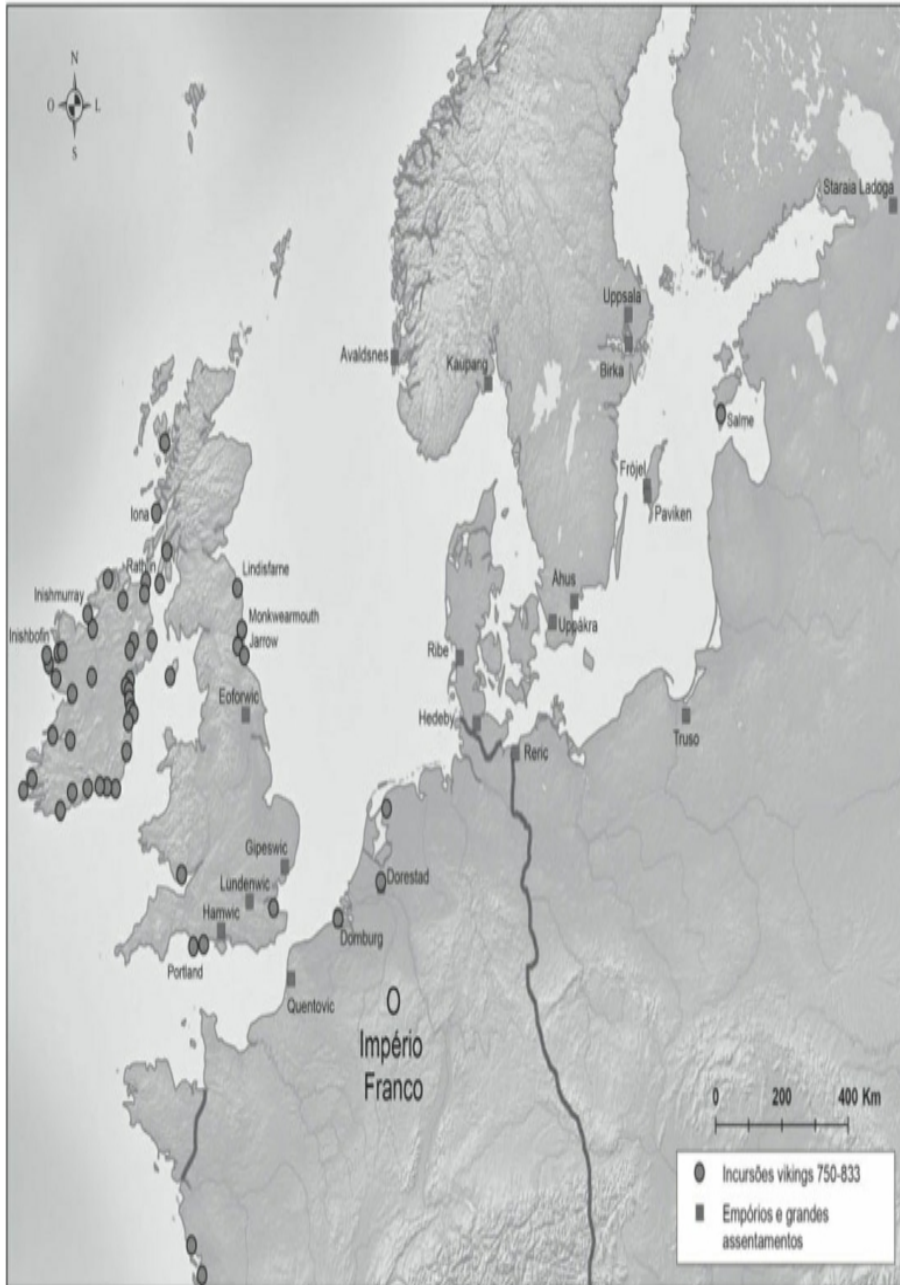 N
O L
S
Staraia Ladoga
Uppsala
Avaldsnes
Kaupang
Birka
Salme
Fröjel
Paviken
Iona
Rathlin
Lindisfarne
Inishmurray
Ahus
Monkwearmouth
Uppåkra
Inishbofin
Jarrow
Ribe
Eoforwic
Hedeby
Truso
Reric
Gipeswic
Dorestad
Lundenwic
Hamwic
Domburg
Portland
Quentovic
Império
Franco
0 200 400 Km
Incursões vikings 750-833
Empórios e grandes
assentamentos